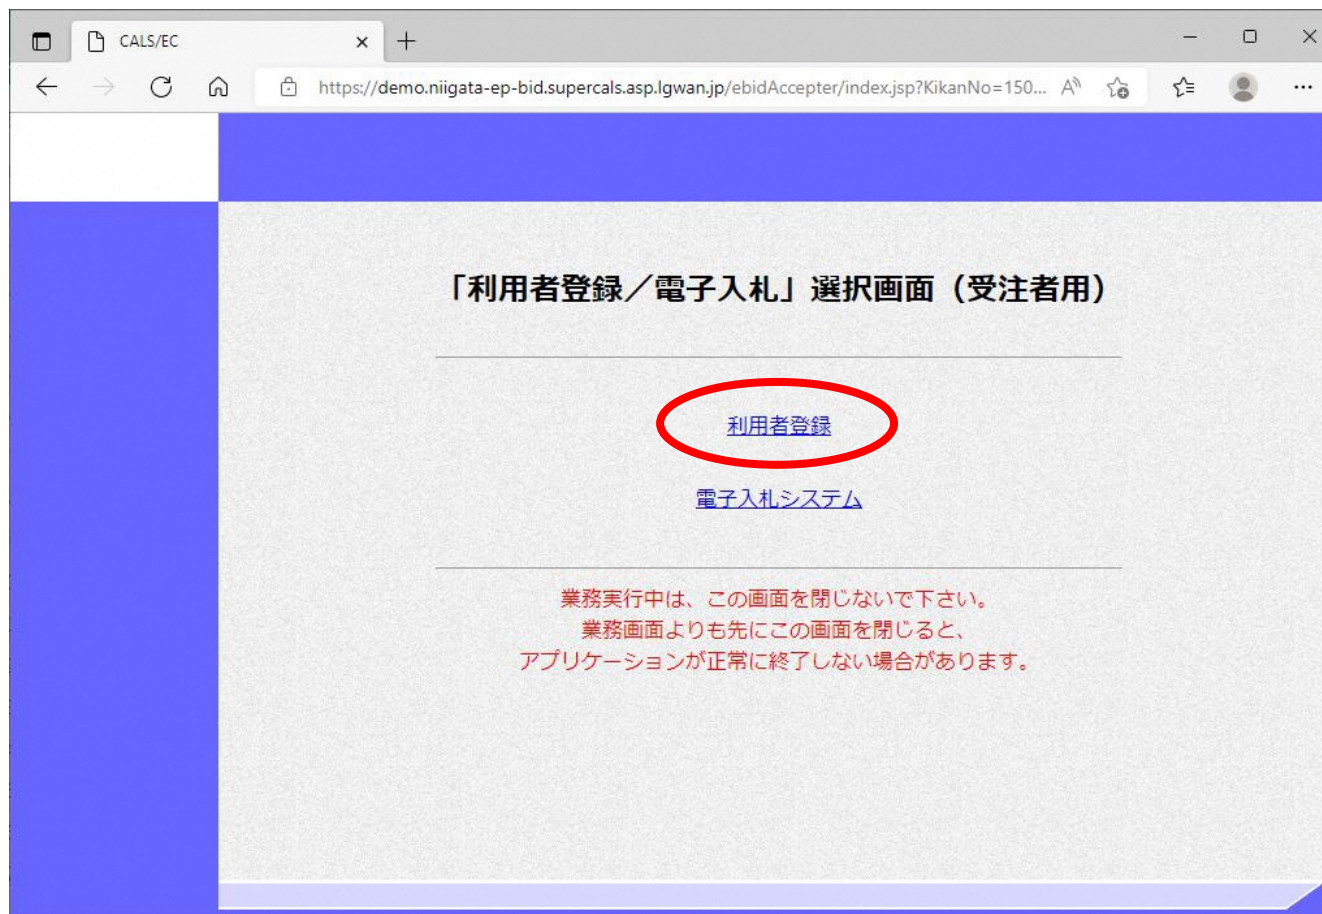 CALS/EC
https://demo.niigata-ep-bid.supercals.asp.lgwan.jp/ebidAccepter/index.jsp?KikanNo=150...
「利用者登録／電子入札」選択画面（受注者用）
利用者登録
電子入札システム
業務実行中は、この画面を閉じないで下さい。
業務画面よりも先にこの画面を閉じると、
アプリケーションが正常に終了しない場合があります。